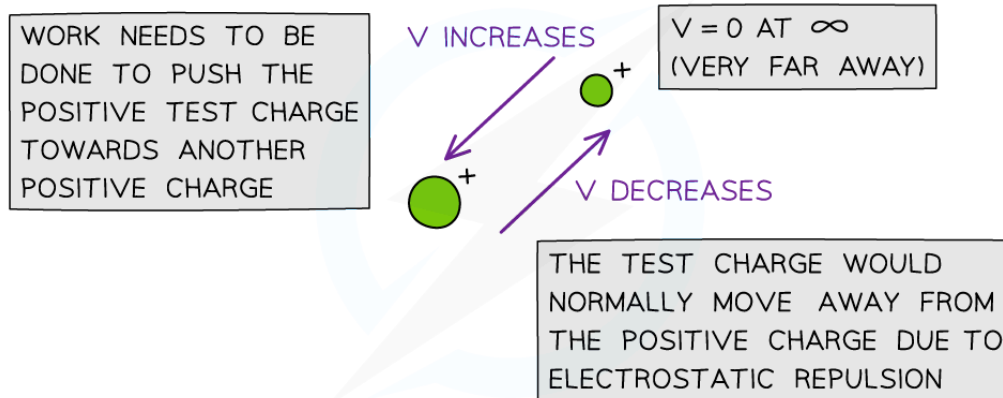 WORK NEEDS TO BE
DONE TO PUSH THE
POSITIVE TEST CHARGE
TOWARDS ANOTHER
POSITIVE CHARGE
V INCREASES
V = 0 AT ∞
(VERY FAR AWAY)
+
+
V DECREASES
THE TEST CHARGE WOULD
NORMALLY MOVE AWAY FROM
THE POSITIVE CHARGE DUE TO
ELECTROSTATIC REPULSION